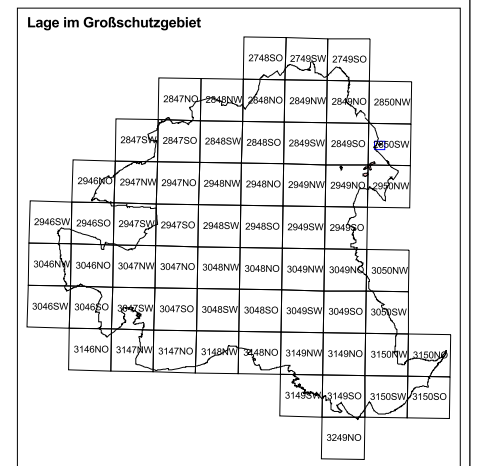 Lage im Großschutzgebiet
2748SO 2749SW 2749SO
2847NO 2848NW 2848NO 2849NW 2849NO 2850NW
2847SW 2847SO 2848SW 2848SO 2849SW 2849SO 2850SW
2946NO 2947NW 2947NO 2948NW 2948NO 2949NW 2949NO 2950NW
2946SW 2946SO 2947SW 2947SO 2948SW 2948SO 2949SW 2949SO
3046NW 3046NO 3047NW 3047NO 3048NW 3048NO 3049NW 3049NO 3050NW
3046SW 3046SO 3047SW 3047SO 3048SW 3048SO 3049SW 3049SO 3050SW
3146NO 3147NW 3147NO 3148NW 3148NO 3149NW 3149NO 3150NW 3150NO
3149SW 3149SO 3150SW 3150SO
3249NO